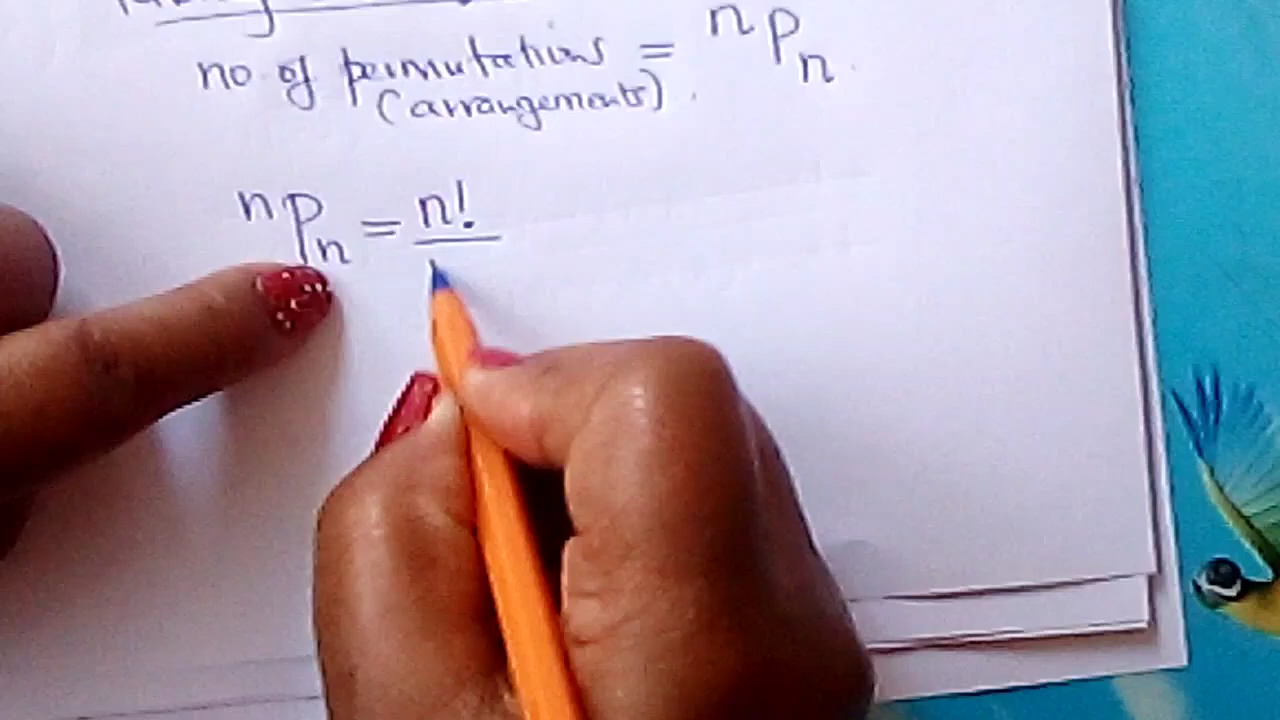 no of permutations = nPn
(arrangements).
nPn = n!